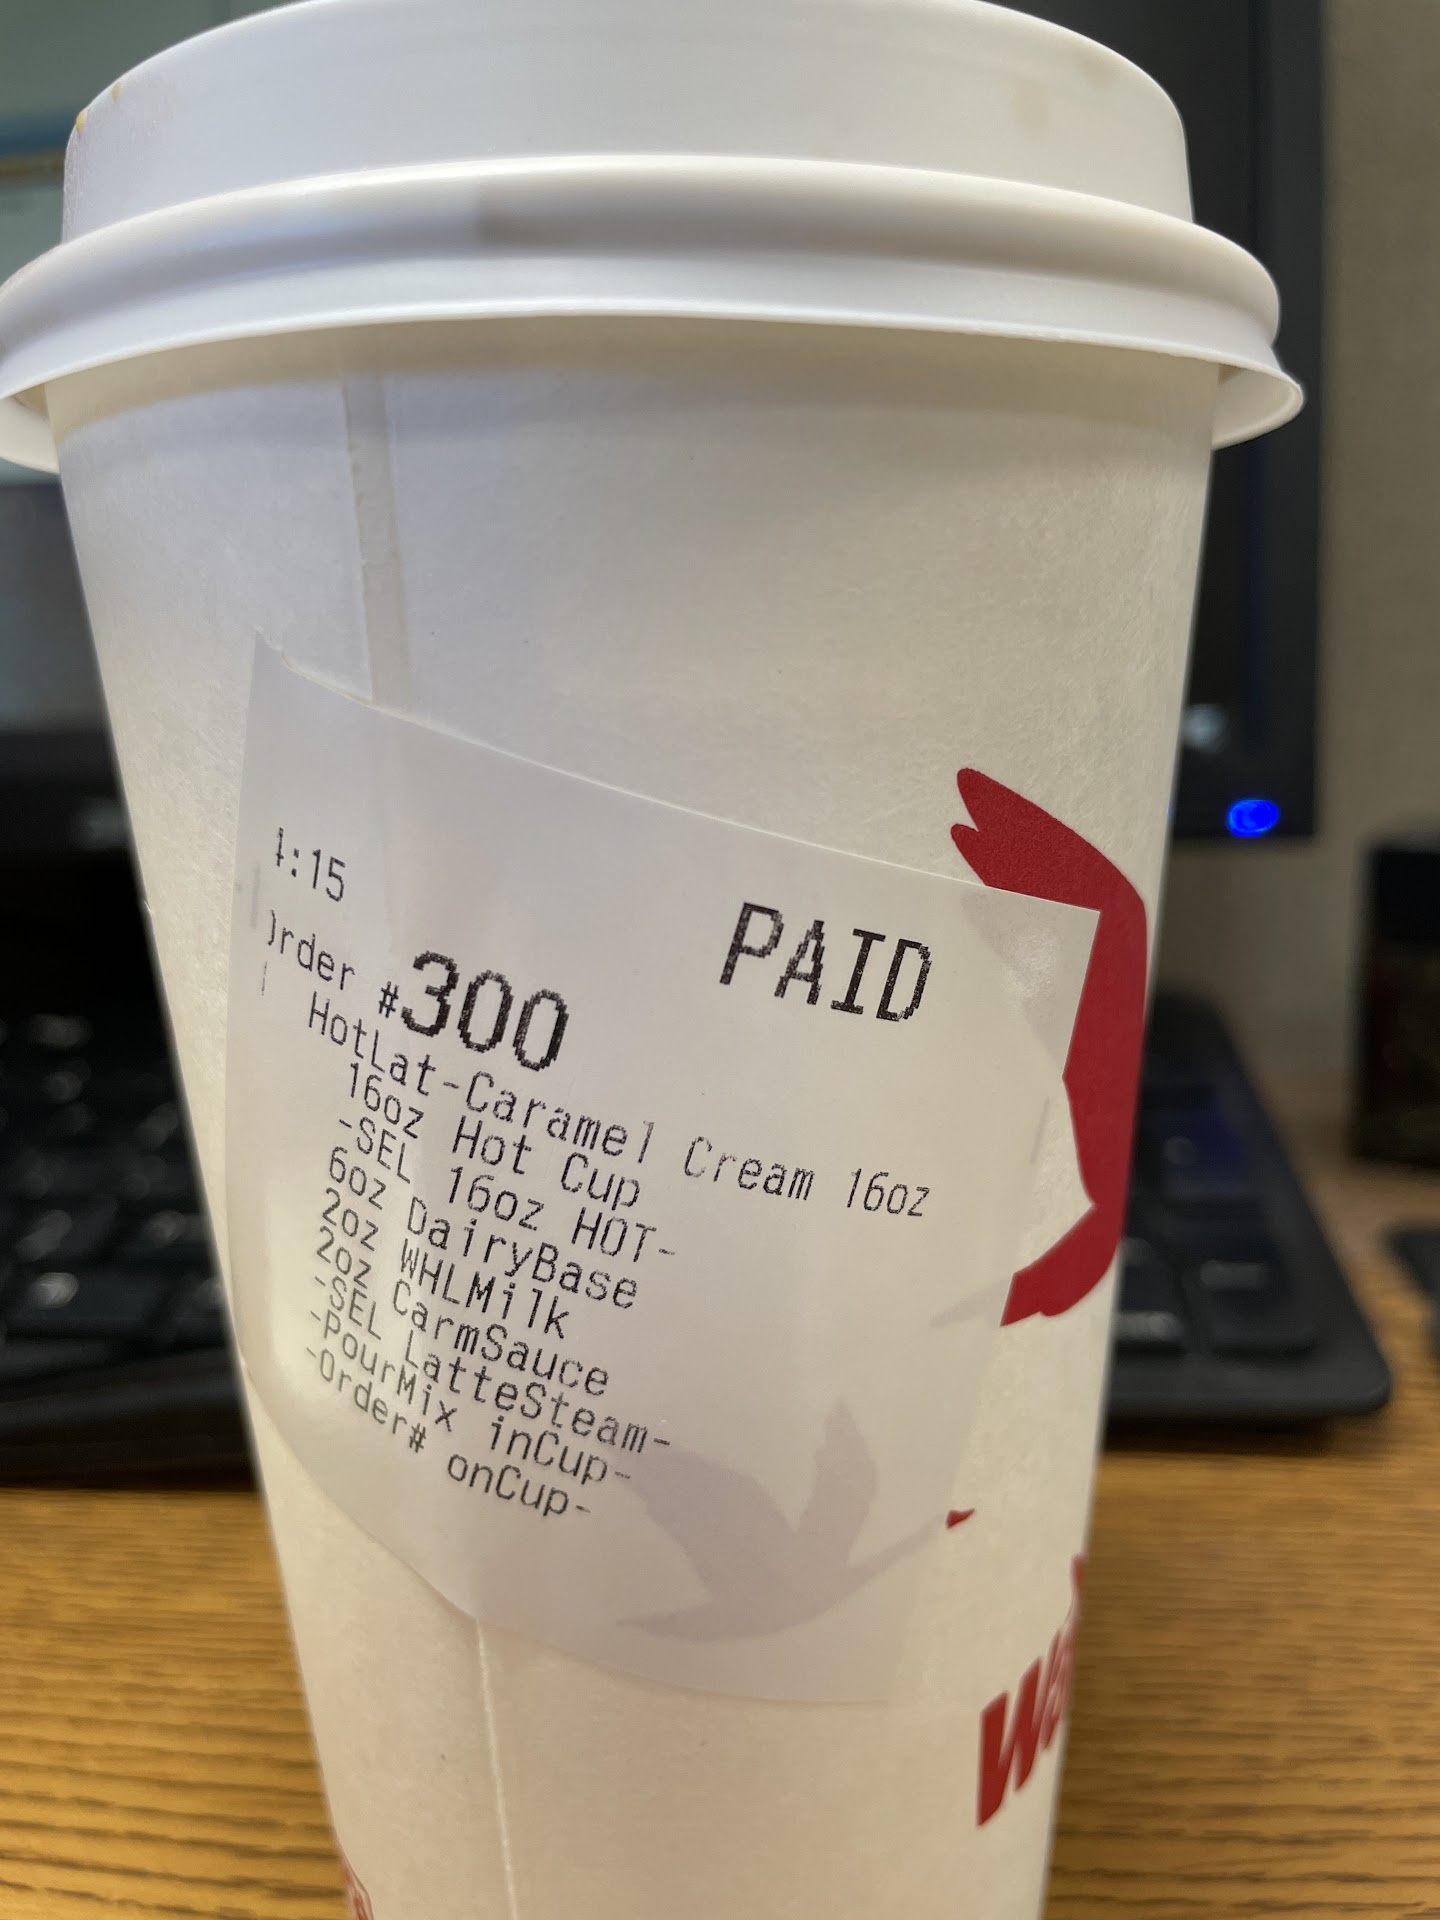 :15
PAID
Order #300
HotLat-Caramel Cream 16oz
16oz Hot Cup
-SEL 16oz HOT-
6oz DairyBase
2oz WHLMilk
2oz CarmSauce
-SEL LatteSteam-
-PourMix inCup-
-Order# onCup-